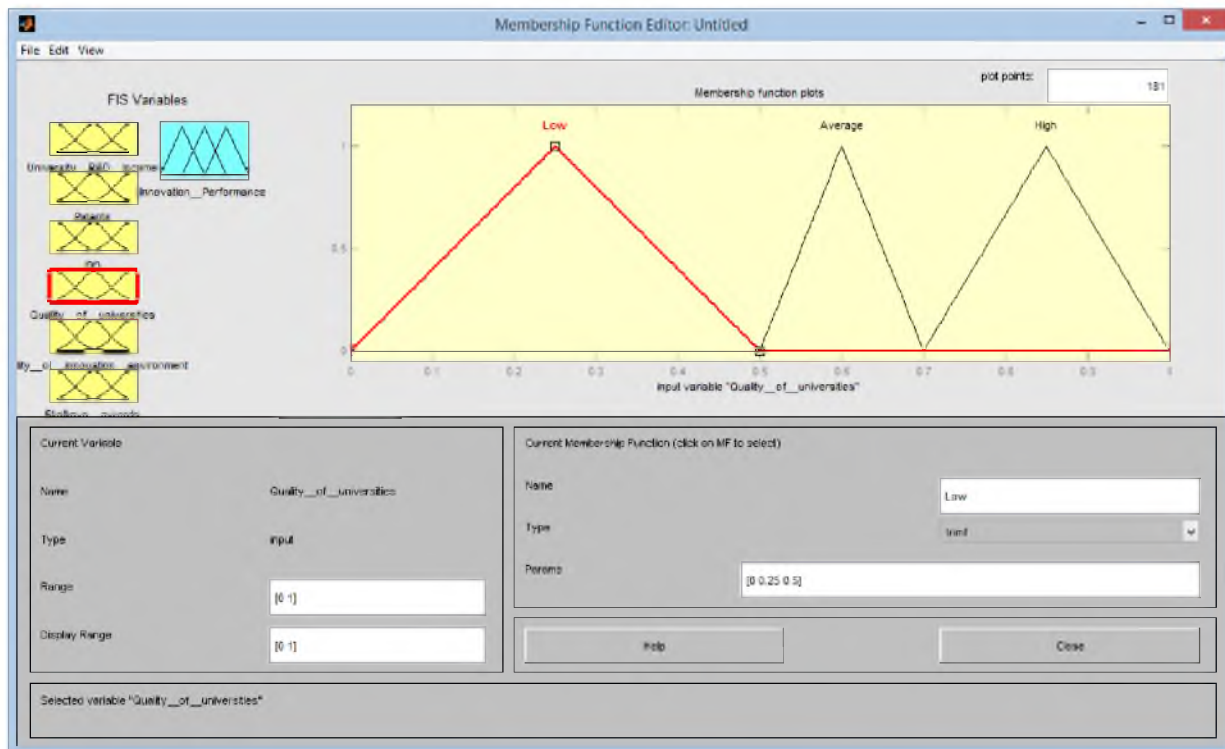 Membership Function Editor: Untitled
File Edit View
FIS Variables
plot points:
181
Membership function plots
Low
Average
High
University__R&D__Income
Innovation__Performance
Patents
Quality__of__universities
ity__of__innovation__environment
1
0.5
0
0 0.1 0.2 0.3 0.4 0.5 0.6 0.7 0.8 0.9 1
input variable "Quality__of__universities"
Current Variable
Name Quality__of__universities
Type input
Range [0 1]
Display Range [0 1]
Current Membership Function (click on MF to select)
Name Low
Type trimf
Params [0 0.25 0.5]
Help Close
Selected variable "Quality__of__universities"